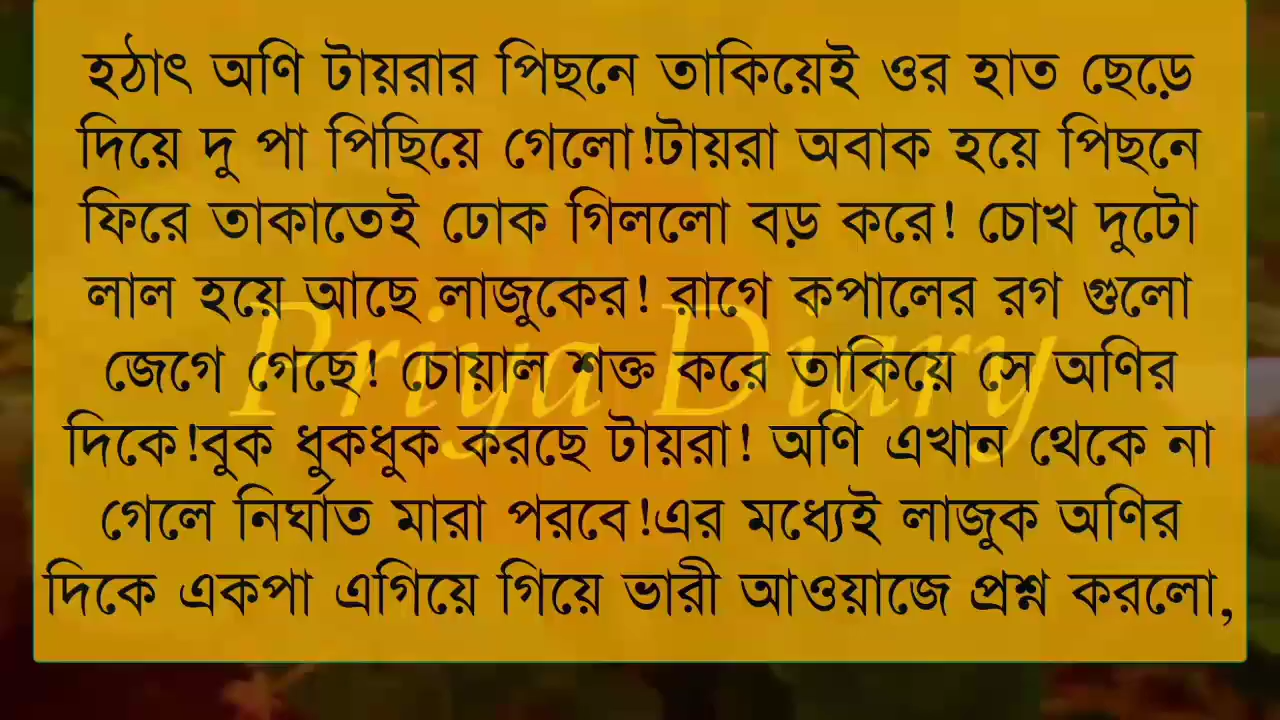 হঠাৎ অণি টায়রার পিছনে তাকিয়েই ওর হাত ছেড়ে
দিয়ে দু পা পিছিয়ে গেলো!টায়রা অবাক হয়ে পিছনে
ফিরে তাকাতেই ঢোক গিললো বড় করে! চোখ দুটো
লাল হয়ে আছে লাজুকের! রাগে কপালের রগ গুলো
জেগে গেছে! চোয়াল শক্ত করে তাকিয়ে সে অণির
দিকে!বুক ধুকধুক করছে টায়রা! অণি এখান থেকে না
গেলে নির্ঘাত মারা পরবে!এর মধ্যেই লাজুক অণির
দিকে একপা এগিয়ে গিয়ে ভারী আওয়াজে প্রশ্ন করলো,
Priya Diary